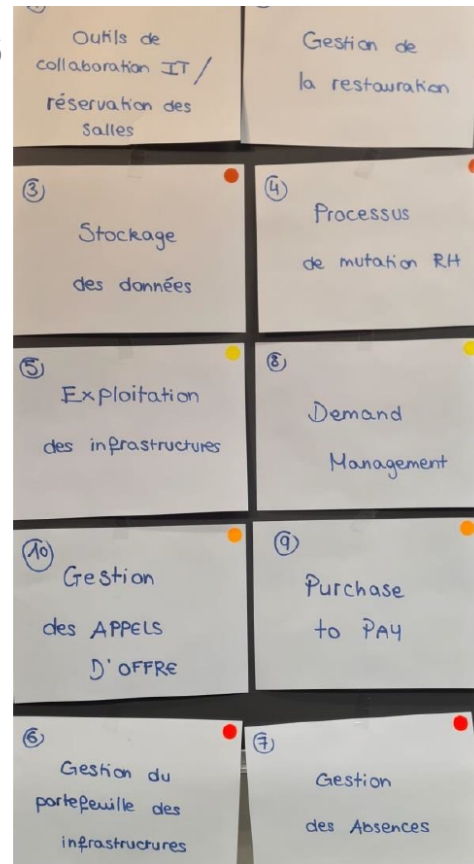 Outils de
collaboration IT /
réservation des
salles
Gestion de
la restauration
③
Stockage
des données
④
Processus
de mutation RH
⑤
Exploitation
des infrastructures
⑧
Demand
Management
⑩
Gestion
des APPELS
D'OFFRE
⑨
Purchase
to PAY
⑥
Gestion du
portefeuille des
infrastructures
⑦
Gestion
des Absences